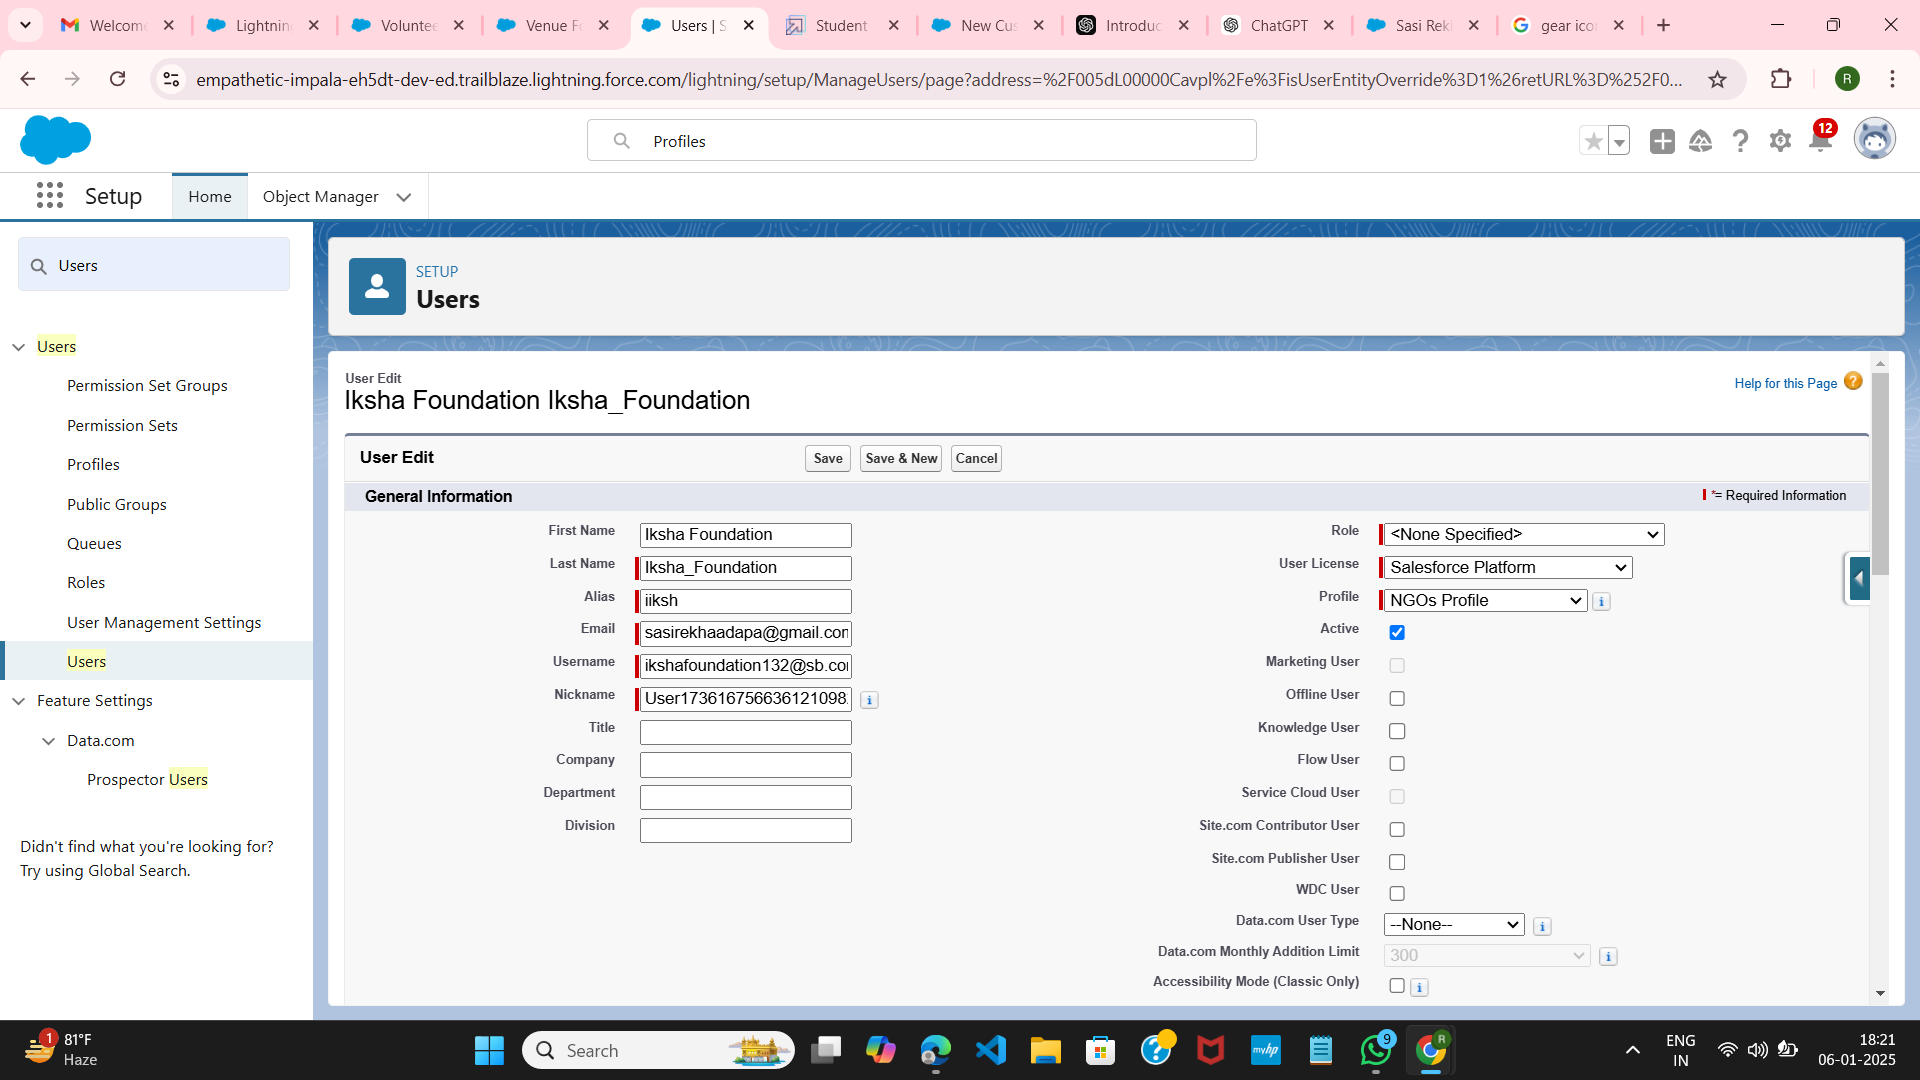 Welcome
Lightnin
Voluntee
Venue Fo
Users | S
Student
New Cus
Introduc
ChatGPT
Sasi Rek
gear ico
empathetic-impala-eh5dt-dev-ed.trailblaze.lightning.force.com/lightning/setup/ManageUsers/page?address=%2F005dL00000Cavpl%2Fe%3FisUserEntityOverride%3D1%26retURL%3D%252F0...
R
Profiles
12
Setup
Home
Object Manager
Users
SETUP
Users
Users
Permission Set Groups
Permission Sets
Profiles
Public Groups
Queues
Roles
User Management Settings
Users
Feature Settings
Data.com
Prospector Users
Didn't find what you're looking for?
Try using Global Search.
User Edit
Iksha Foundation Iksha_Foundation
Help for this Page
User Edit
Save
Save & New
Cancel
General Information
*= Required Information
First Name Iksha Foundation
Last Name Iksha_Foundation
Alias iiksh
Email sasirekhaadapa@gmail.con
Username ikshafoundation132@sb.co
Nickname User173616756636121098
Title
Company
Department
Division
Role <None Specified>
User License Salesforce Platform
Profile NGOs Profile
Active
Marketing User
Offline User
Knowledge User
Flow User
Service Cloud User
Site.com Contributor User
Site.com Publisher User
WDC User
Data.com User Type --None--
Data.com Monthly Addition Limit 300
Accessibility Mode (Classic Only)
1
81°F
Haze
Search
myhp
9
R
ENG
IN
18:21
06-01-2025